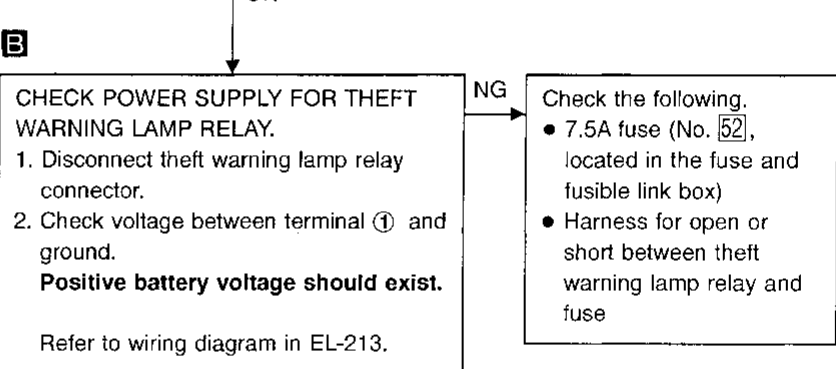 B
CHECK POWER SUPPLY FOR THEFT
WARNING LAMP RELAY.
1. Disconnect theft warning lamp relay
connector.
2. Check voltage between terminal ① and
ground.
Positive battery voltage should exist.
Refer to wiring diagram in EL-213.
NG
Check the following.
● 7.5A fuse (No. 52,
located in the fuse and
fusible link box)
● Harness for open or
short between theft
warning lamp relay and
fuse